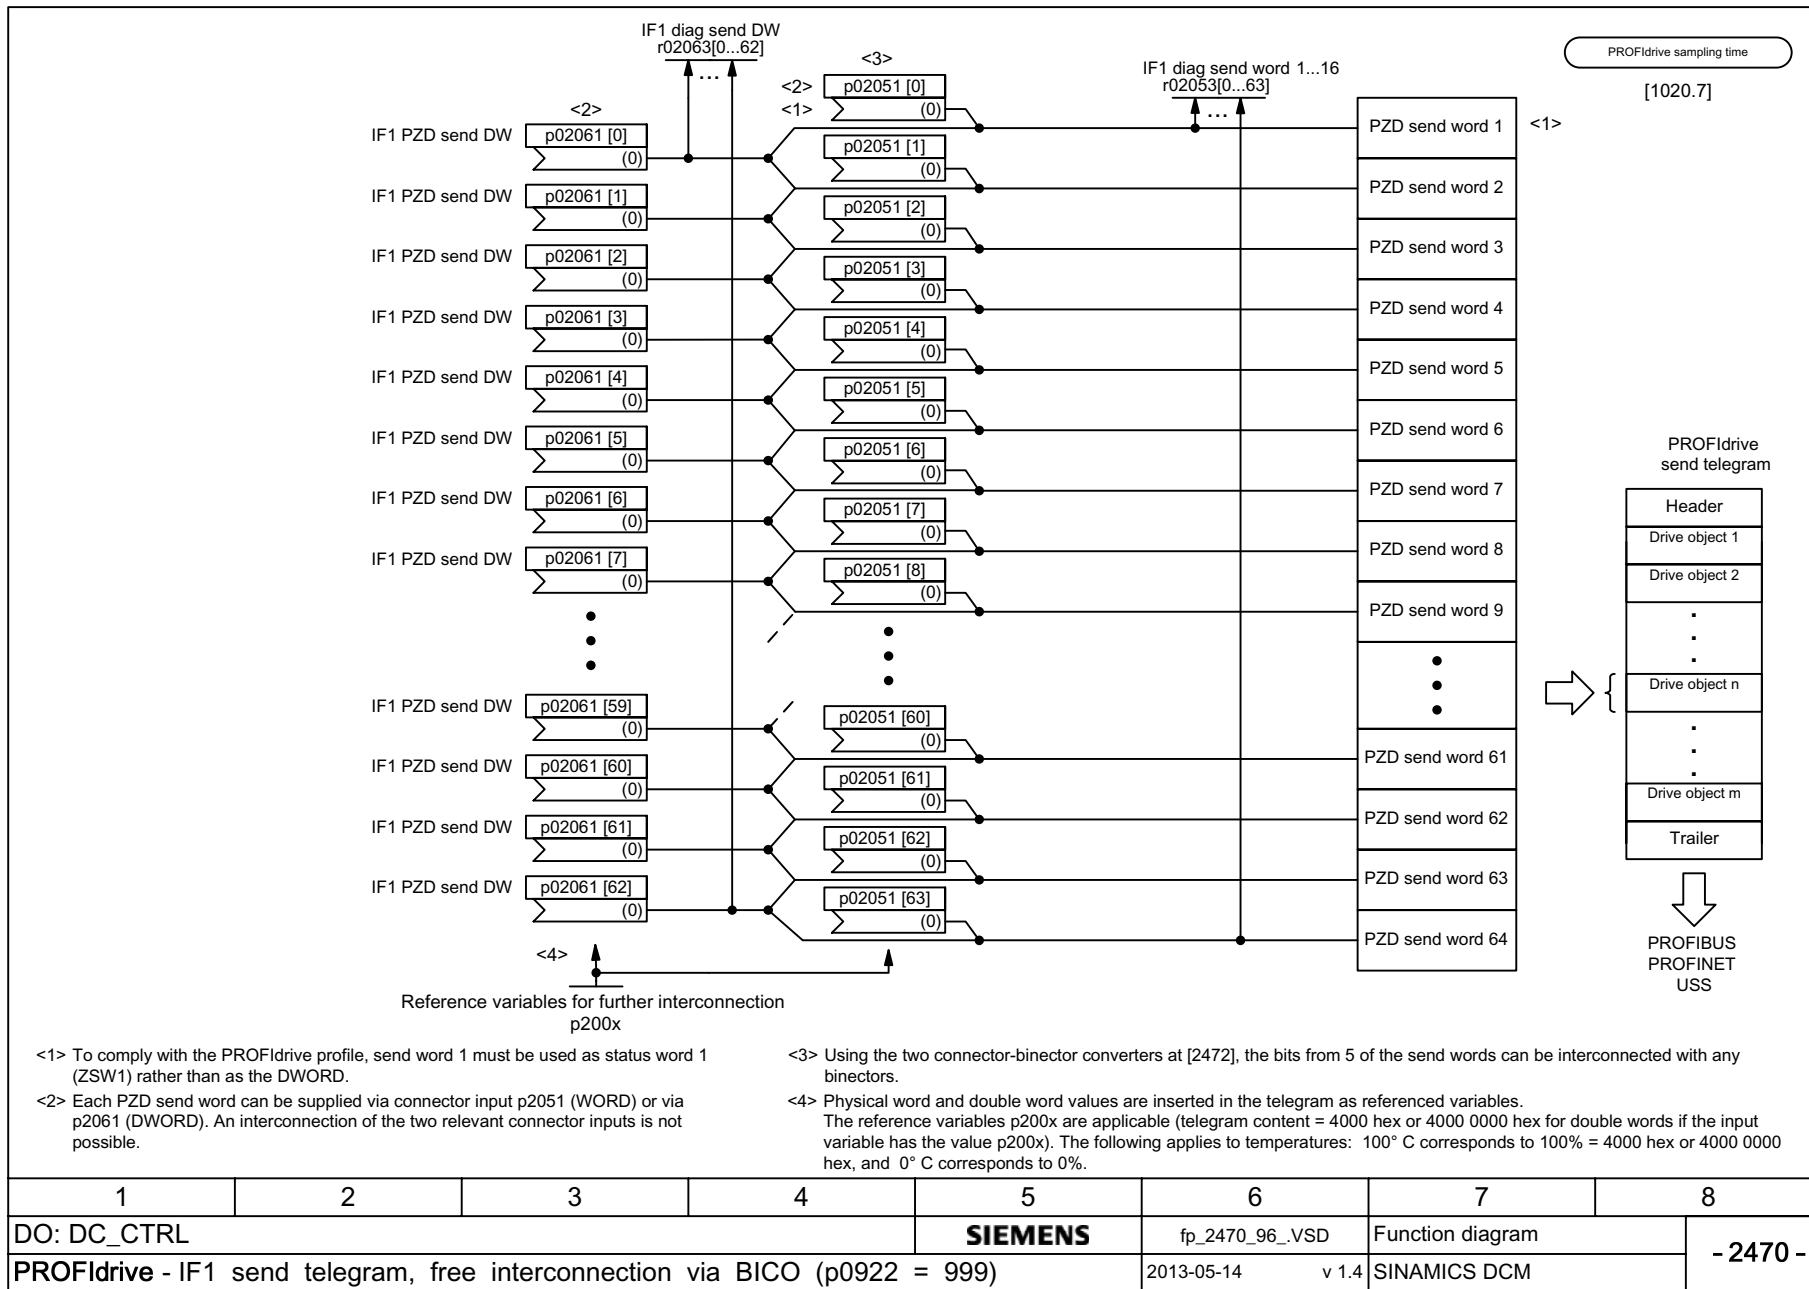 IF1 diag send DW
r02063[0...62]
...
<3>
<2>
<1>
<2>
IF1 diag send word 1...16
r02053[0...63]
...
PROFIdrive sampling time
[1020.7]
IF1 PZD send DW
p02061 [0]
(0)
IF1 PZD send DW
p02061 [1]
(0)
IF1 PZD send DW
p02061 [2]
(0)
IF1 PZD send DW
p02061 [3]
(0)
IF1 PZD send DW
p02061 [4]
(0)
IF1 PZD send DW
p02061 [5]
(0)
IF1 PZD send DW
p02061 [6]
(0)
IF1 PZD send DW
p02061 [7]
(0)
IF1 PZD send DW
p02061 [59]
(0)
IF1 PZD send DW
p02061 [60]
(0)
IF1 PZD send DW
p02061 [61]
(0)
IF1 PZD send DW
p02061 [62]
(0)
p02051 [0]
(0)
p02051 [1]
(0)
p02051 [2]
(0)
p02051 [3]
(0)
p02051 [4]
(0)
p02051 [5]
(0)
p02051 [6]
(0)
p02051 [7]
(0)
p02051 [8]
(0)
p02051 [60]
(0)
p02051 [61]
(0)
p02051 [62]
(0)
p02051 [63]
(0)
PZD send word 1
<1>
PZD send word 2
PZD send word 3
PZD send word 4
PZD send word 5
PZD send word 6
PZD send word 7
PZD send word 8
PZD send word 9
PZD send word 61
PZD send word 62
PZD send word 63
PZD send word 64
PROFIdrive
send telegram
Header
Drive object 1
Drive object 2
Drive object n
Drive object m
Trailer
PROFIBUS
PROFINET
USS
<4>
Reference variables for further interconnection
p200x
<1> To comply with the PROFIdrive profile, send word 1 must be used as status word 1
(ZSW1) rather than as the DWORD.
<2> Each PZD send word can be supplied via connector input p2051 (WORD) or via
p2061 (DWORD). An interconnection of the two relevant connector inputs is not
possible.
<3> Using the two connector-binector converters at [2472], the bits from 5 of the send words can be interconnected with any
binectors.
<4> Physical word and double word values are inserted in the telegram as referenced variables.
The reference variables p200x are applicable (telegram content = 4000 hex or 4000 0000 hex for double words if the input
variable has the value p200x). The following applies to temperatures: 100° C corresponds to 100% = 4000 hex or 4000 0000
hex, and 0° C corresponds to 0%.
1 2 3 4 5 6 7 8
DO: DC_CTRL
SIEMENS
fp_2470_96_.VSD
Function diagram
- 2470 -
PROFIdrive - IF1 send telegram, free interconnection via BICO (p0922 = 999)
2013-05-14 v 1.4
SINAMICS DCM